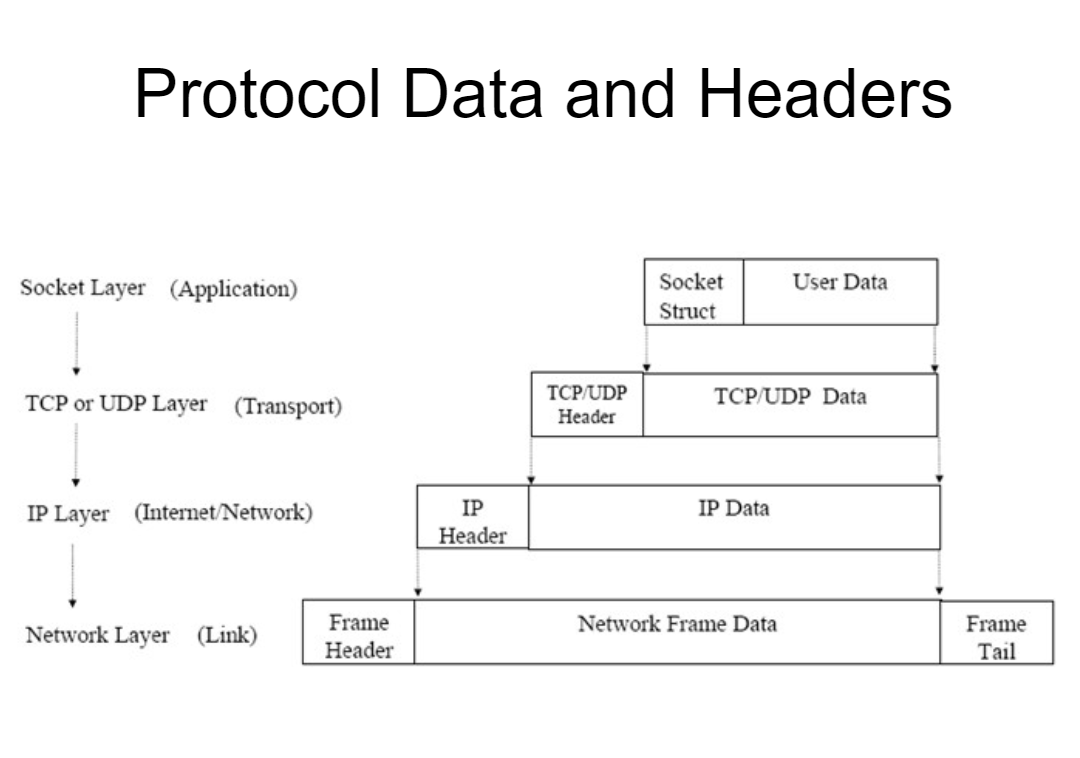 Protocol Data and Headers
Socket Layer (Application)
Socket
Struct
User Data
TCP or UDP Layer (Transport)
TCP/UDP
Header
TCP/UDP Data
IP Layer (Internet/Network)
IP
Header
IP Data
Network Layer (Link)
Frame
Header
Network Frame Data
Frame
Tail